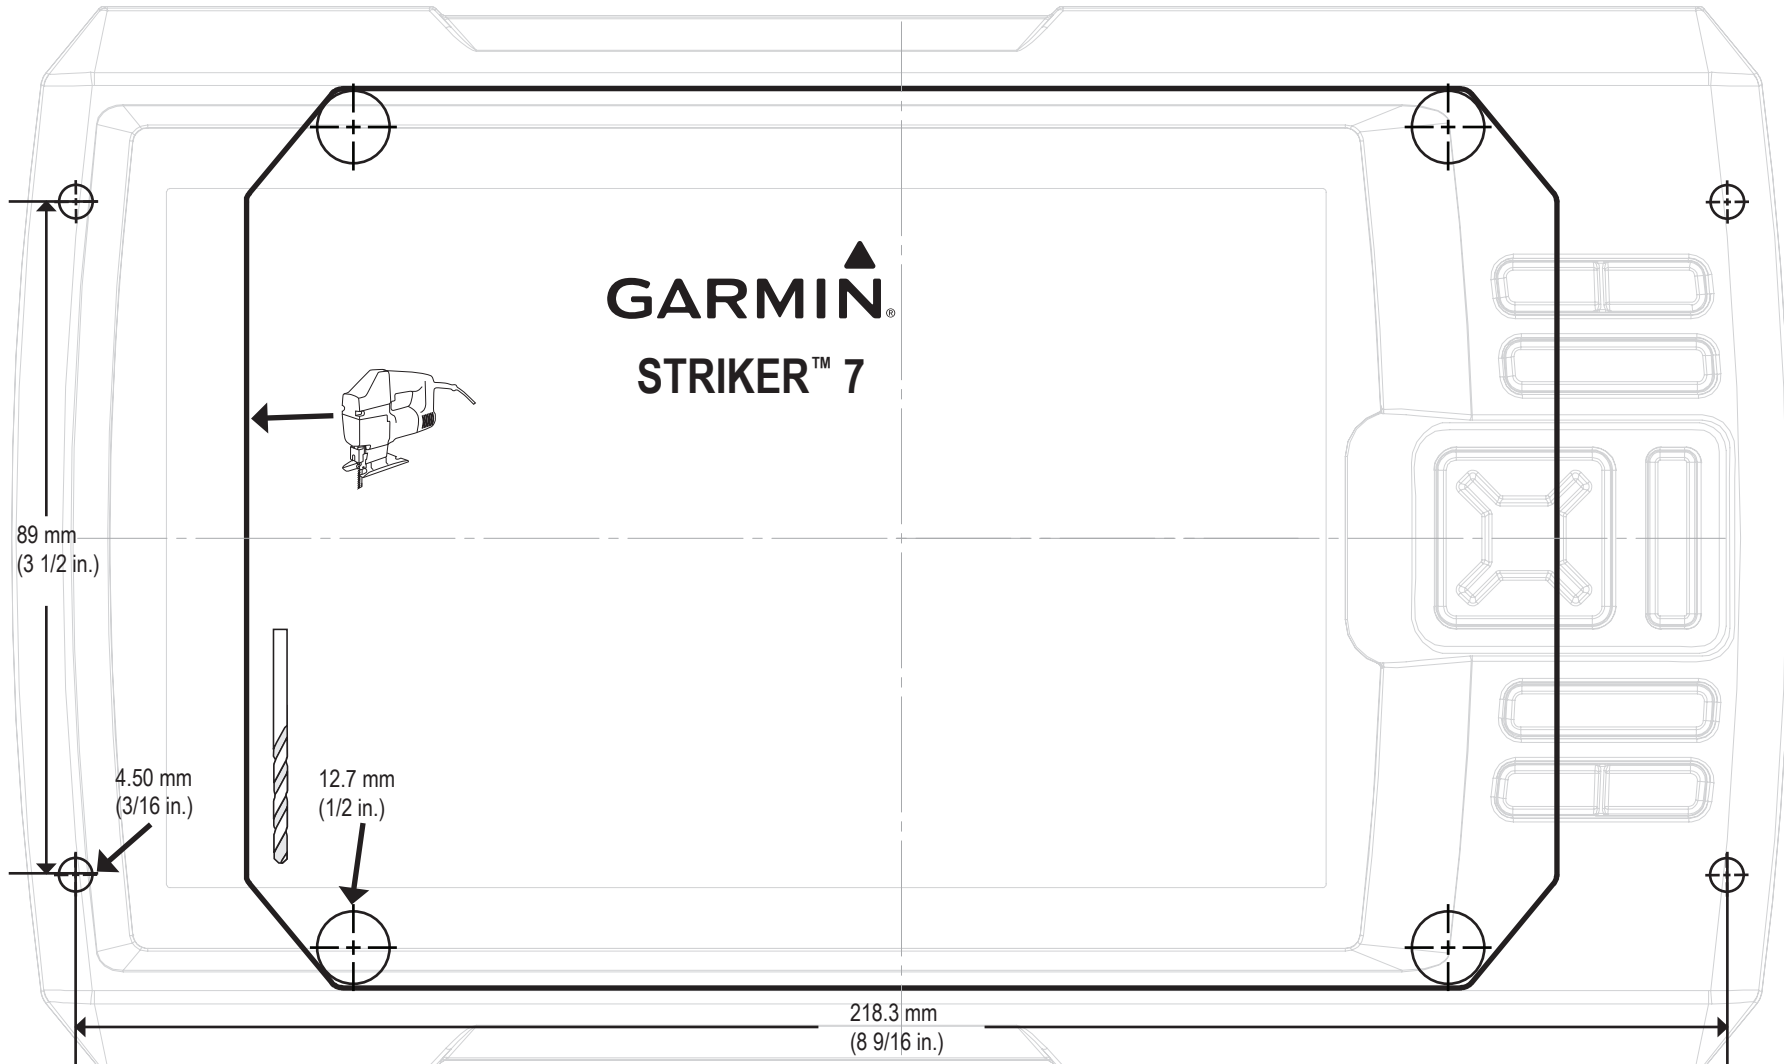 GARMIN®
STRIKER™ 7
89 mm
(3 1/2 in.)
4.50 mm
(3/16 in.)
12.7 mm
(1/2 in.)
218.3 mm
(8 9/16 in.)